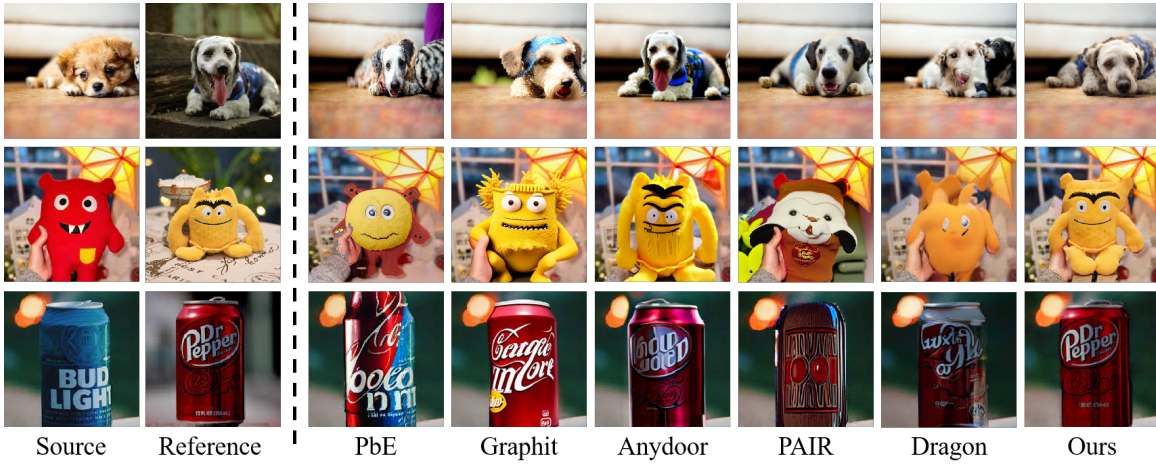 BUD
LIGHT
Dr
Pepper
Dr
Pepper
Source
Reference
PbE
Graphit
Anydoor
PAIR
Dragon
Ours